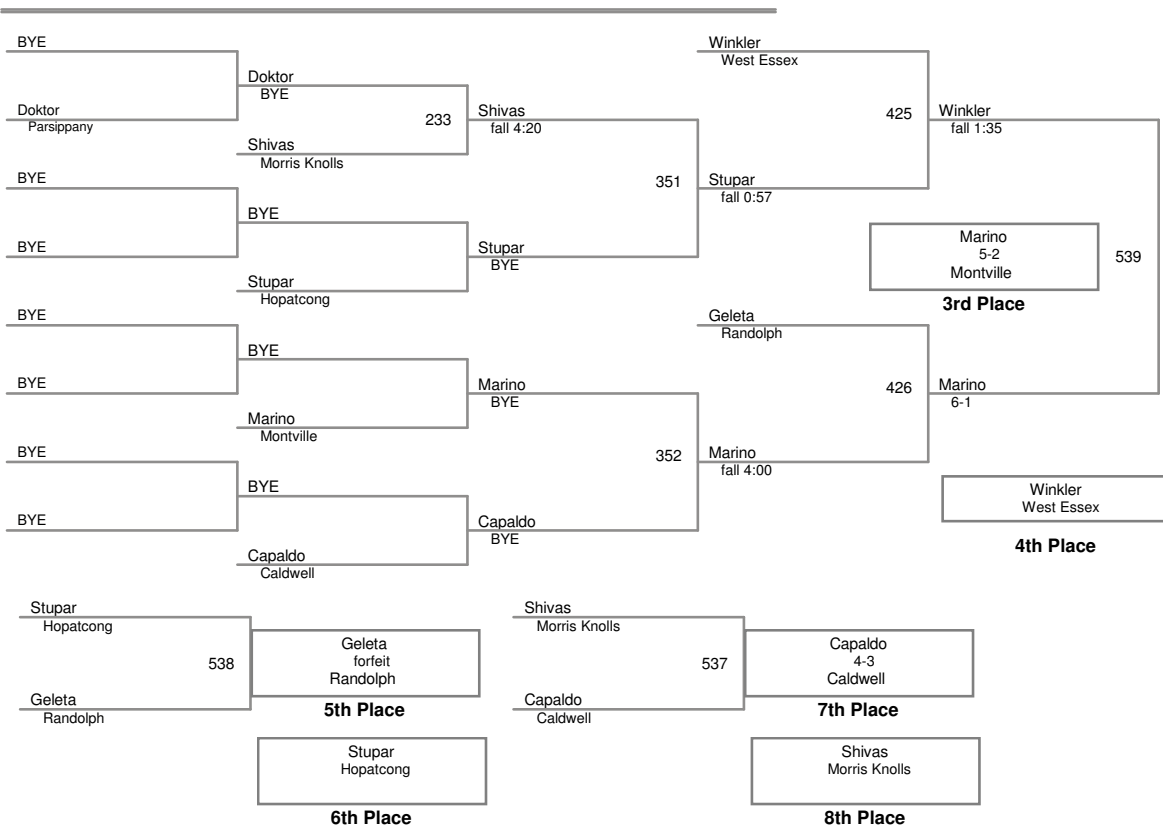 BYE
Doktor
Parsippany
BYE
BYE
BYE
BYE
BYE
BYE
Doktor
BYE
233
Shivas
Morris Knolls
BYE
Stupar
Hopatcong
BYE
Marino
Montville
BYE
Capaldo
Caldwell
Shivas
fall 4:20
351
Stupar
BYE
Marino
BYE
352
Capaldo
BYE
Winkler
West Essex
425
Stupar
fall 0:57
Geleta
Randolph
426
Marino
fall 4:00
Winkler
fall 1:35
539
Marino
6-1
Marino
5-2
Montville
3rd Place
Winkler
West Essex
4th Place
Stupar
Hopatcong
538
Geleta
Randolph
Geleta
forfeit
Randolph
5th Place
Stupar
Hopatcong
6th Place
Shivas
Morris Knolls
537
Capaldo
Caldwell
Capaldo
4-3
Caldwell
7th Place
Shivas
Morris Knolls
8th Place